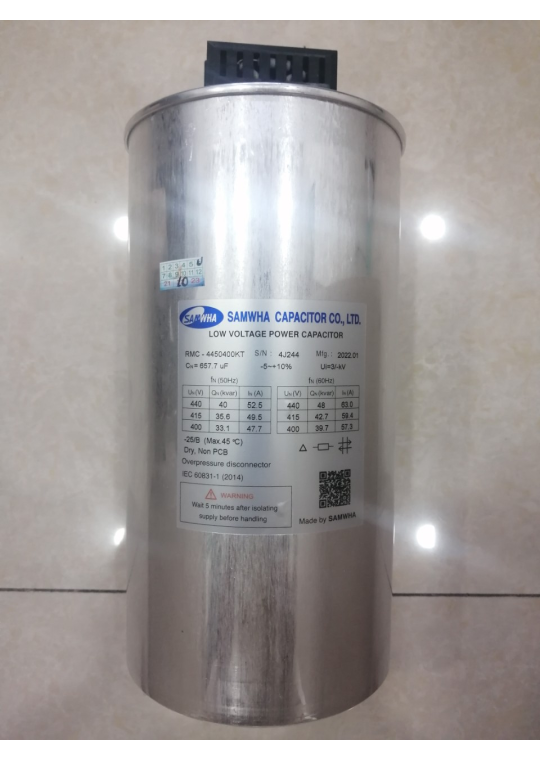 SAMWHA SAMWHA CAPACITOR CO., LTD.
LOW VOLTAGE POWER CAPACITOR
RMC - 4450400KT S/N : 4J244 Mfg. : 2022.01
CN = 657.7 uF -5~+10% Ui=3/-kV
fN (50Hz) fN (60Hz)
UN (V) QN (kvar) IN (A) UN (V) QN (kvar) IN (A)
440 40 52.5 440 48 63.0
415 35.6 49.5 415 42.7 59.4
400 33.1 47.7 400 39.7 57.3
-25/B (Max.45 ℃)
Dry, Non PCB
Overpressure disconnector
IEC 60831-1 (2014)
WARNING
Wait 5 minutes after isolating
supply before handling
Made by SAMWHA